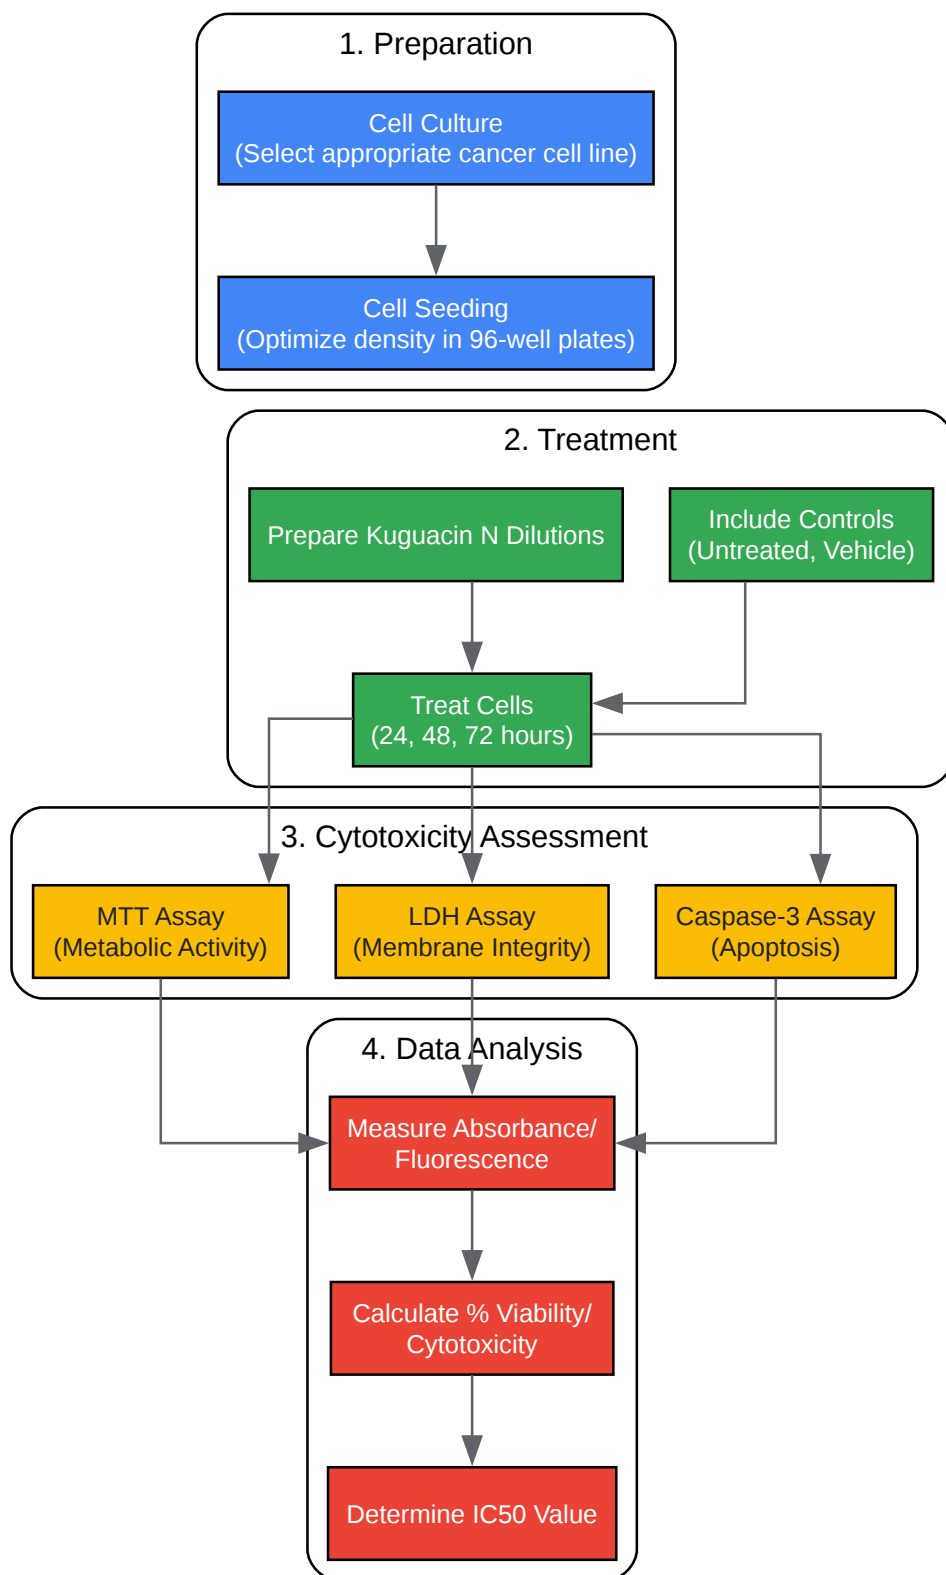 1. Preparation
Cell Culture
(Select appropriate cancer cell line)
Cell Seeding
(Optimize density in 96-well plates)
2. Treatment
Prepare Kuguacin N Dilutions
Include Controls
(Untreated, Vehicle)
Treat Cells
(24, 48, 72 hours)
3. Cytotoxicity Assessment
MTT Assay
(Metabolic Activity)
LDH Assay
(Membrane Integrity)
Caspase-3 Assay
(Apoptosis)
4. Data Analysis
Measure Absorbance/
Fluorescence
Calculate % Viability/
Cytotoxicity
Determine IC50 Value